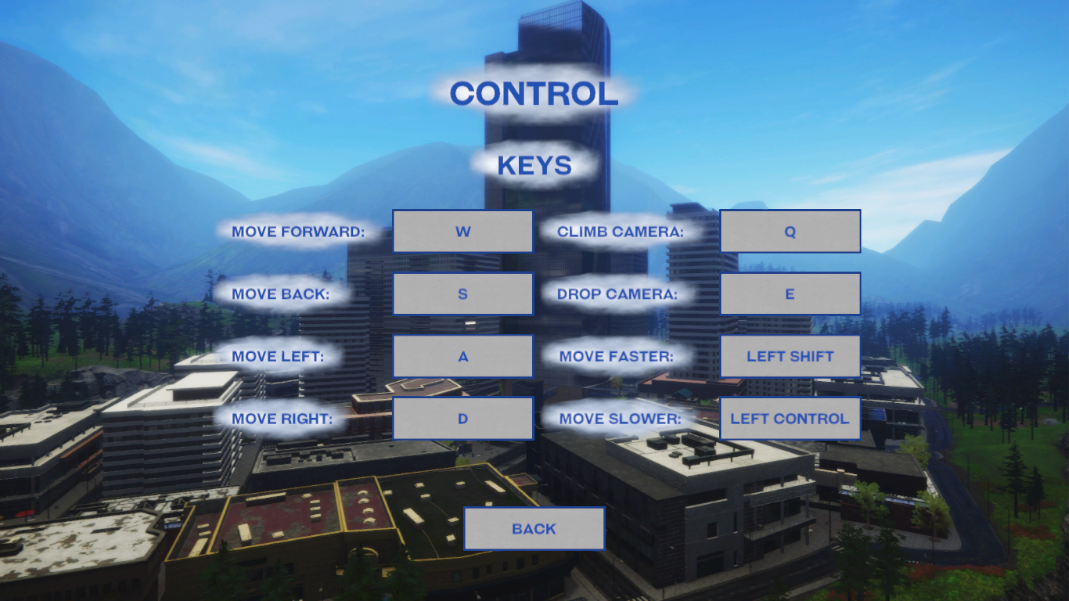 CONTROL
KEYS
MOVE FORWARD: W CLIMB CAMERA: Q
MOVE BACK: S DROP CAMERA: E
MOVE LEFT: A MOVE FASTER: LEFT SHIFT
MOVE RIGHT: D MOVE SLOWER: LEFT CONTROL
BACK